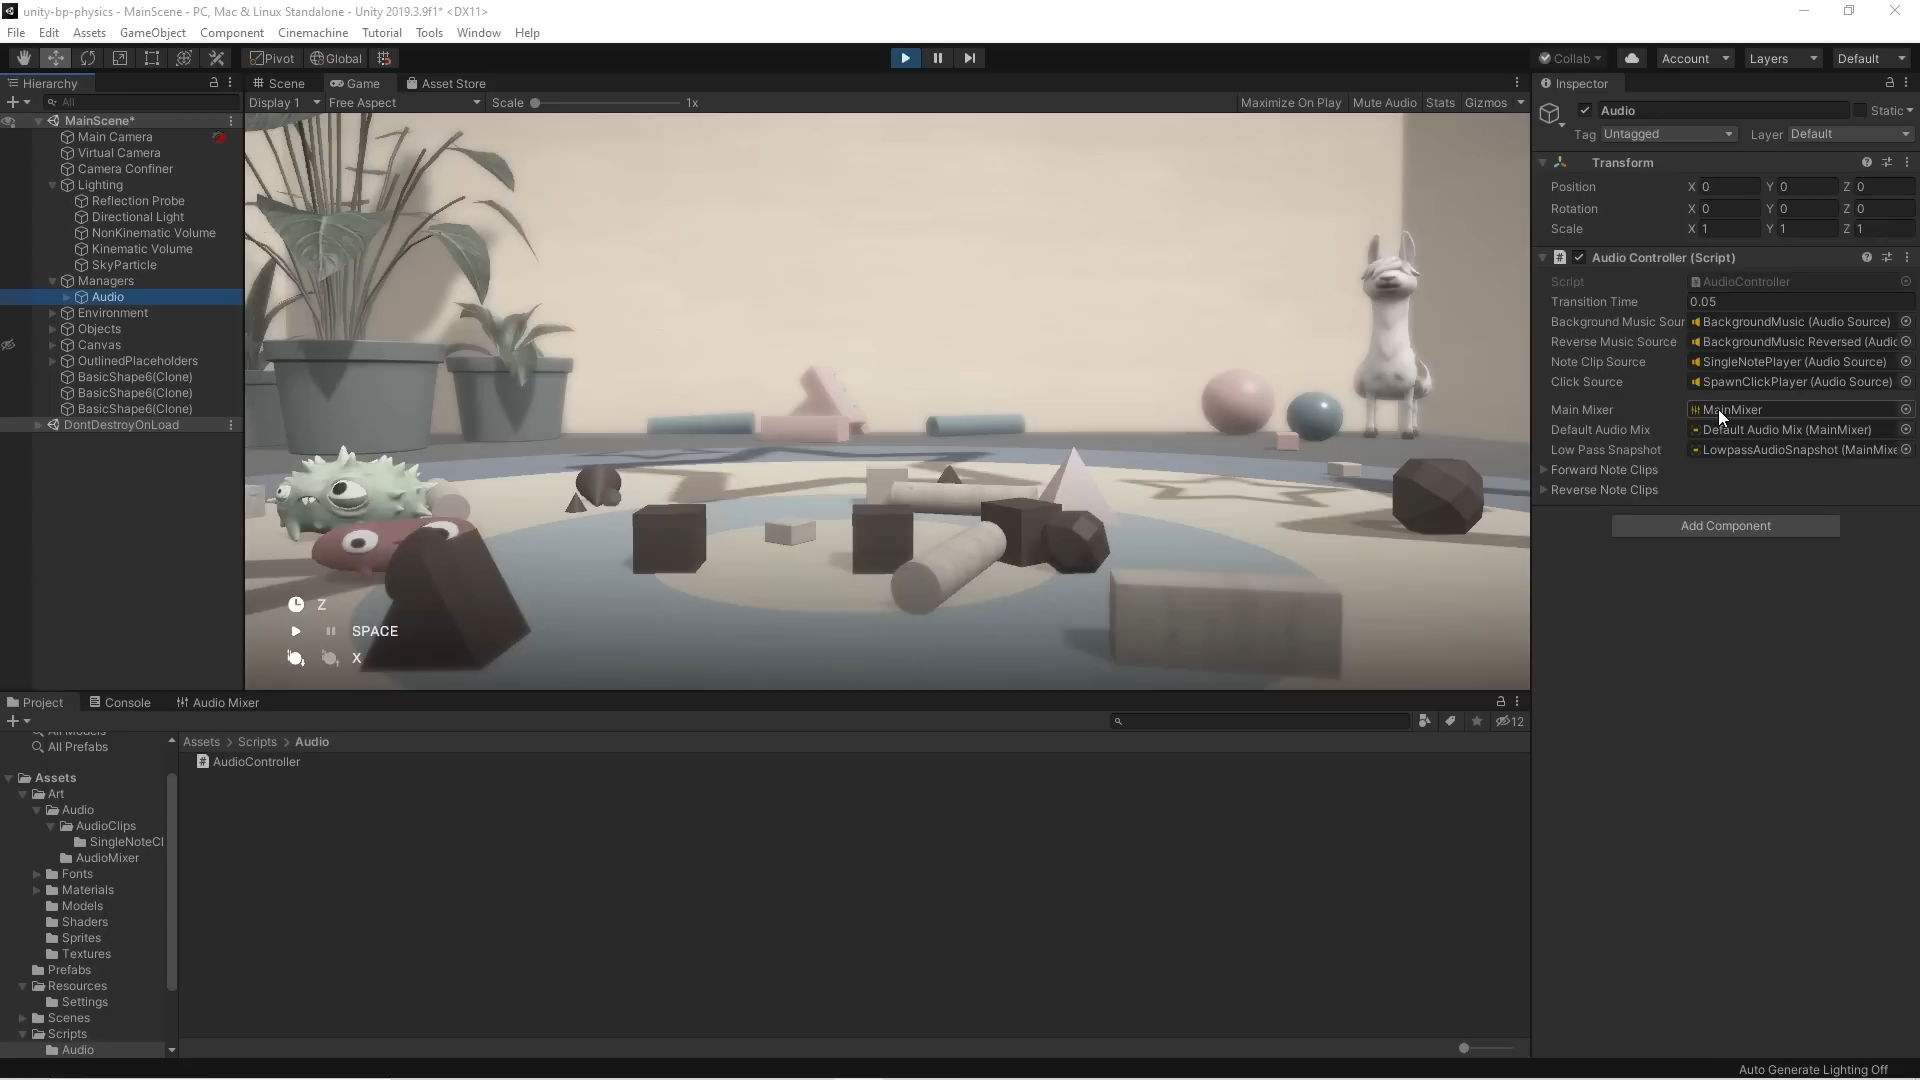 unity-bp-physics - MainScene - PC, Mac & Linux Standalone - Unity 2019.3.9f1* <DX11>
File Edit Assets GameObject Component Cinemachine Tutorial Tools Window Help
Pivot Global Collab Account Layers Default
Hierarchy
All
MainScene*
Main Camera
Virtual Camera
Camera Confiner
Lighting
Reflection Probe
Directional Light
NonKinematic Volume
Kinematic Volume
SkyParticle
Managers
Audio
Environment
Objects
Canvas
OutlinedPlaceholders
BasicShape6(Clone)
BasicShape6(Clone)
BasicShape6(Clone)
DontDestroyOnLoad
Scene Game Asset Store
Display 1 Free Aspect Scale 1x Maximize On Play Mute Audio Stats Gizmos
Z
SPACE
X
Inspector
Audio Static
Tag Untagged Layer Default
Transform
Position X 0 Y 0 Z 0
Rotation X 0 Y 0 Z 0
Scale X 1 Y 1 Z 1
# Audio Controller (Script)
Script AudioController
Transition Time 0.05
Background Music Sour BackgroundMusic (Audio Source)
Reverse Music Source BackgroundMusic Reversed (Audic
Note Clip Source SingleNotePlayer (Audio Source)
Click Source SpawnClickPlayer (Audio Source)
Main Mixer MainMixer
Default Audio Mix Default Audio Mix (MainMixer)
Low Pass Snapshot LowpassAudioSnapshot (MainMixe
Forward Note Clips
Reverse Note Clips
Add Component
Project Console Audio Mixer
12
All Models
All Prefabs
Assets
Art
Audio
AudioClips
SingleNoteCl
AudioMixer
Fonts
Materials
Models
Shaders
Sprites
Textures
Prefabs
Resources
Settings
Scenes
Scripts
Audio
Assets > Scripts > Audio
# AudioController
Auto Generate Lighting Off